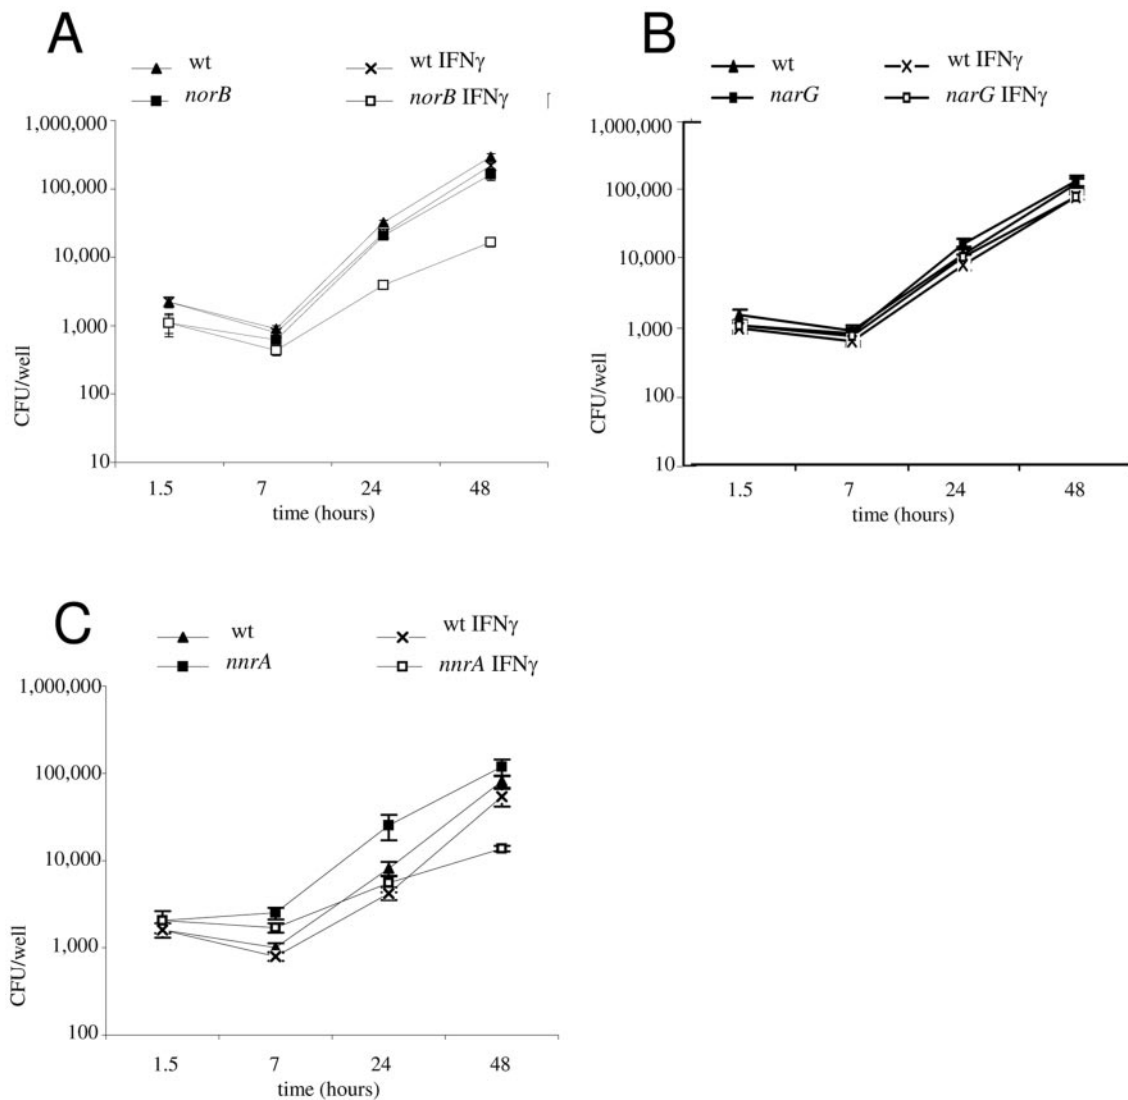 A
wt
wt IFNγ
norB
norB IFNγ
1,000,000
100,000
10,000
1,000
100
10
CFU/well
1.5
7
24
48
time (hours)
B
wt
wt IFNγ
narG
narG IFNγ
1,000,000
100,000
10,000
1,000
100
10
CFU/well
1.5
7
24
48
time (hours)
C
wt
wt IFNγ
nnrA
nnrA IFNγ
1,000,000
100,000
10,000
1,000
100
CFU/well
1.5
7
24
48
time (hours)